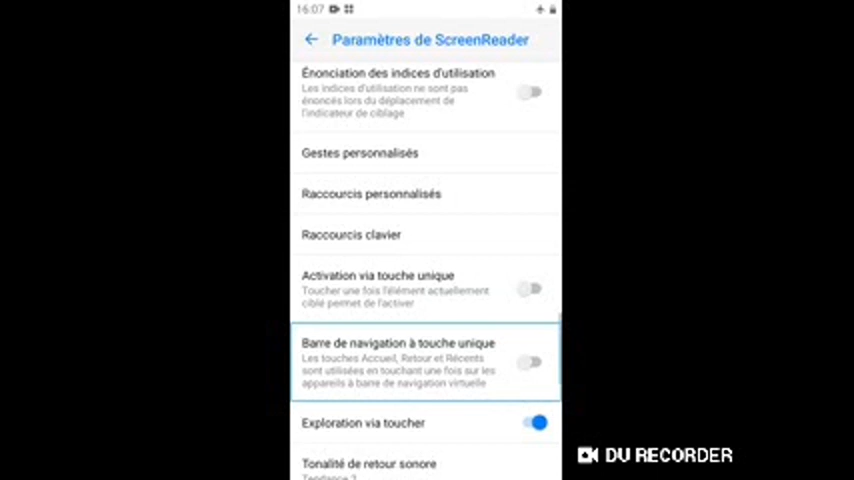 16:07
Paramètres de ScreenReader
Énonciation des indices d'utilisation
Les indices d'utilisation ne sont pas
énoncés lors du déplacement de
l'indicateur de ciblage
Gestes personnalisés
Raccourcis personnalisés
Raccourcis clavier
Activation via touche unique
Toucher une fois l'élément actuellement
ciblé permet de l'activer
Barre de navigation à touche unique
Les touches Accueil, Retour et Récents
sont utilisées en touchant une fois sur les
appareils à barre de navigation virtuelle
Exploration via toucher
Tonalité de retour sonore
Tendance 2
DU RECORDER